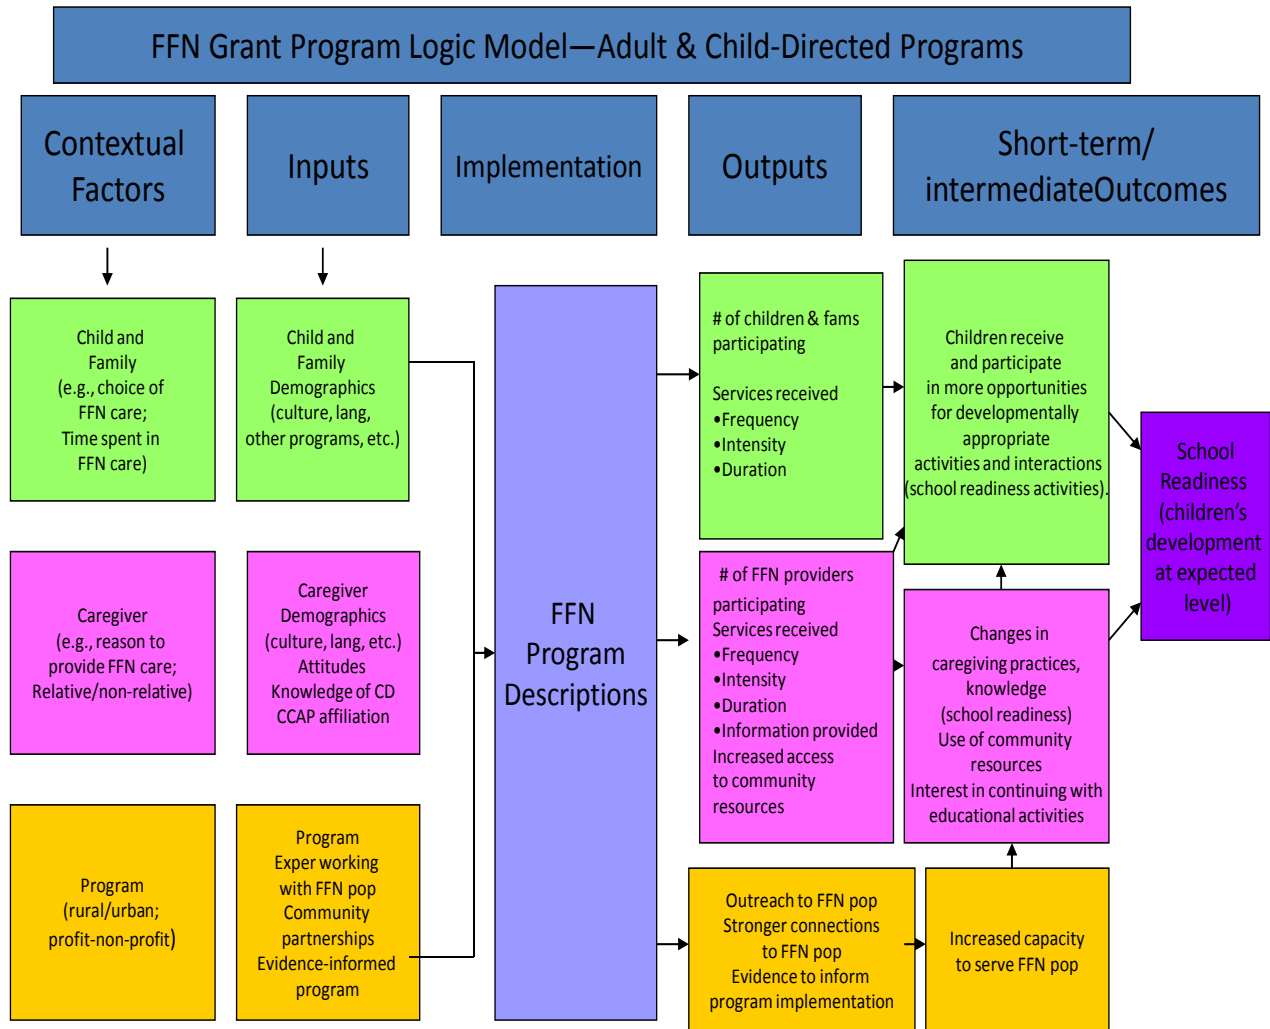 FFN Grant Program Logic Model—Adult & Child-Directed Programs
Contextual
Factors
Inputs
Implementation
Outputs
Short-term/
intermediateOutcomes
Child and
Family
(e.g., choice of
FFN care;
Time spent in
FFN care)
Child and
Family
Demographics
(culture, lang,
other programs, etc.)
# of children & fams
participating
Services received
•Frequency
•Intensity
•Duration
Children receive
and participate
in more opportunities
for developmentally
appropriate
activities and interactions
(school readiness activities).
School
Readiness
(children’s
development
at expected
level)
Caregiver
(e.g., reason to
provide FFN care;
Relative/non-relative)
Caregiver
Demographics
(culture, lang, etc.)
Attitudes
Knowledge of CD
CCAP affiliation
FFN
Program
Descriptions
# of FFN providers
participating
Services received
•Frequency
•Intensity
•Duration
•Information provided
Increased access
to community
resources
Changes in
caregiving practices,
knowledge
(school readiness)
Use of community
resources
Interest in continuing with
educational activities
Program
(rural/urban;
profit-non-profit)
Program
Exper working
with FFN pop
Community
partnerships
Evidence-informed
program
Outreach to FFN pop
Stronger connections
to FFN pop
Evidence to inform
program implementation
Increased capacity
to serve FFN pop